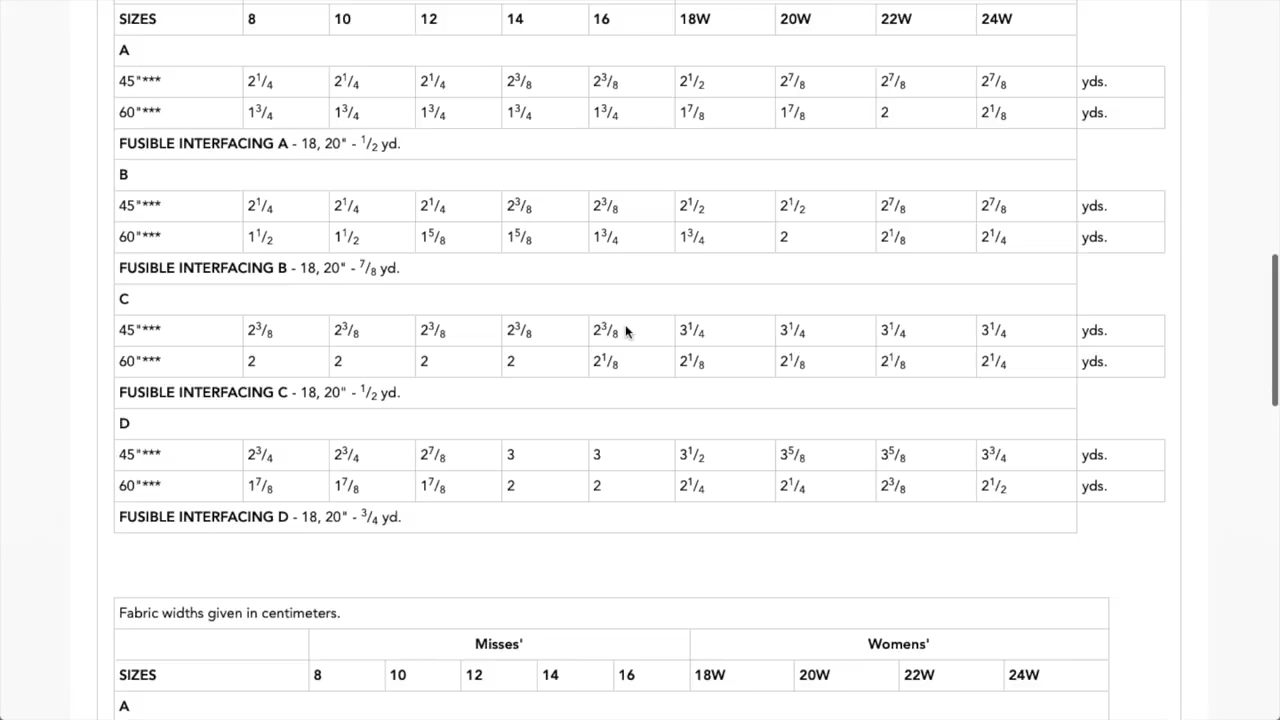 SIZES 8 10 12 14 16 18W 20W 22W 24W
A
45"*** 2 1/4 2 1/4 2 1/4 2 3/8 2 3/8 2 1/2 2 7/8 2 7/8 2 7/8 yds.
60"*** 1 3/4 1 3/4 1 3/4 1 3/4 1 3/4 1 7/8 1 7/8 2 2 1/8 yds.
FUSIBLE INTERFACING A - 18, 20" - 1/2 yd.
B
45"*** 2 1/4 2 1/4 2 1/4 2 3/8 2 3/8 2 1/2 2 1/2 2 7/8 2 7/8 yds.
60"*** 1 1/2 1 1/2 1 5/8 1 5/8 1 3/4 1 3/4 2 2 1/8 2 1/4 yds.
FUSIBLE INTERFACING B - 18, 20" - 7/8 yd.
C
45"*** 2 3/8 2 3/8 2 3/8 2 3/8 2 3/8 3 1/4 3 1/4 3 1/4 3 1/4 yds.
60"*** 2 2 2 2 2 1/8 2 1/8 2 1/8 2 1/8 2 1/4 yds.
FUSIBLE INTERFACING C - 18, 20" - 1/2 yd.
D
45"*** 2 3/4 2 3/4 2 7/8 3 3 3 1/2 3 5/8 3 5/8 3 3/4 yds.
60"*** 1 7/8 1 7/8 1 7/8 2 2 2 1/4 2 1/4 2 3/8 2 1/2 yds.
FUSIBLE INTERFACING D - 18, 20" - 3/4 yd.
Fabric widths given in centimeters.
Misses' Womens'
SIZES 8 10 12 14 16 18W 20W 22W 24W
A